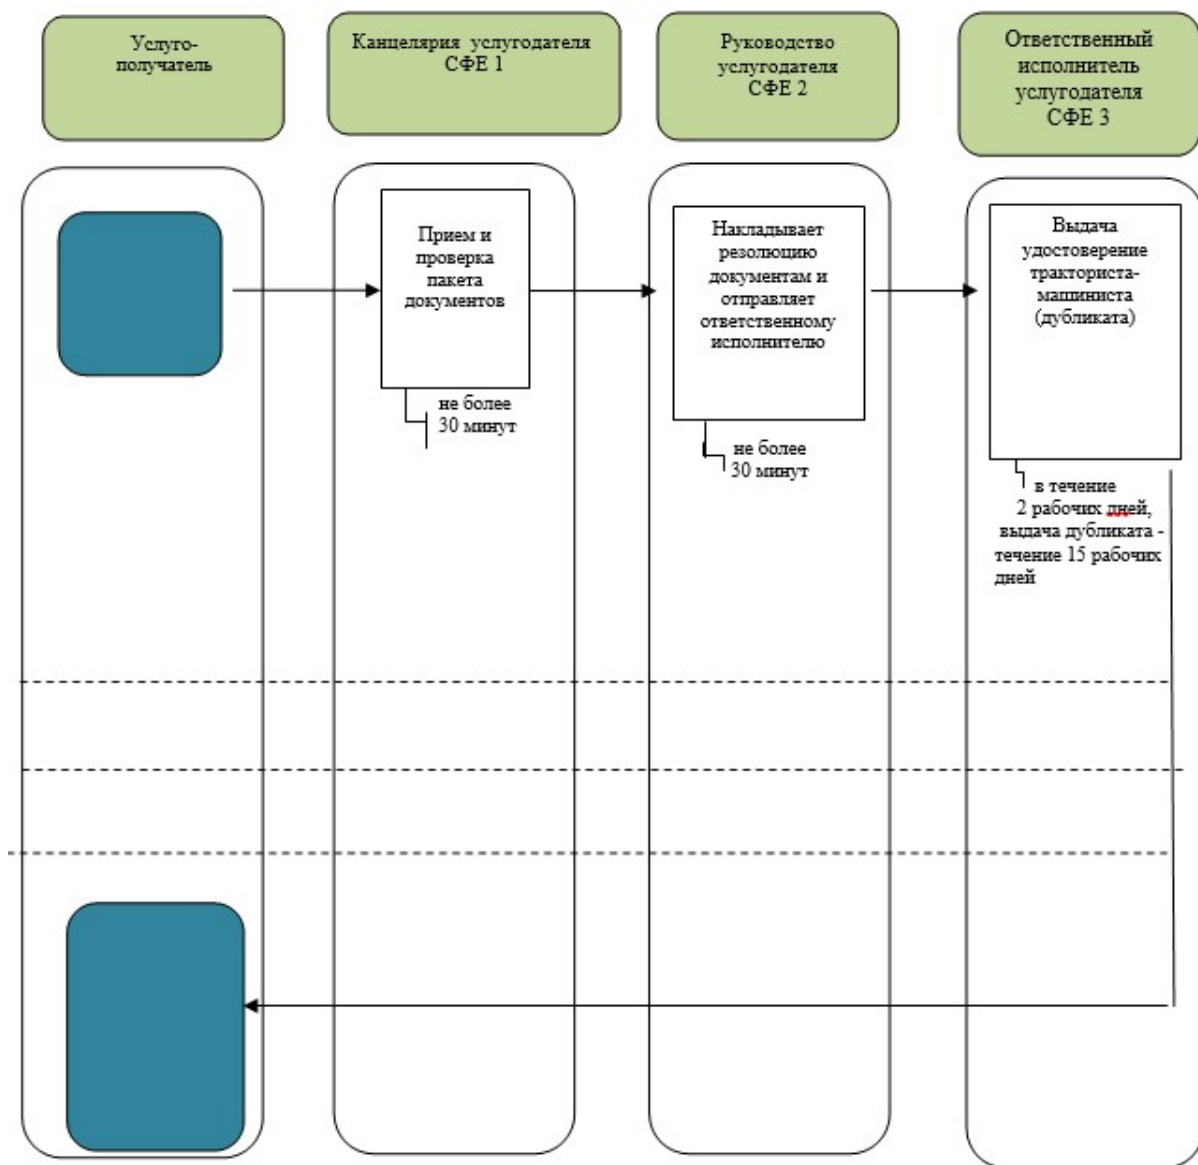 Услуго-
получатель
Канцелярия услугодателя
СФЕ 1
Руководство
услугодателя
СФЕ 2
Ответственный
исполнитель
услугодателя
СФЕ 3
Прием и
проверка
пакета
документов
не более
30 минут
Накладывает
резолюцию
документам и
отправляет
ответственному
исполнителю
не более
30 минут
Выдача
удостоверение
тракториста-
машиниста
(дубликата)
в течение
2 рабочих дней,
выдача дубликата -
течение 15 рабочих
дней